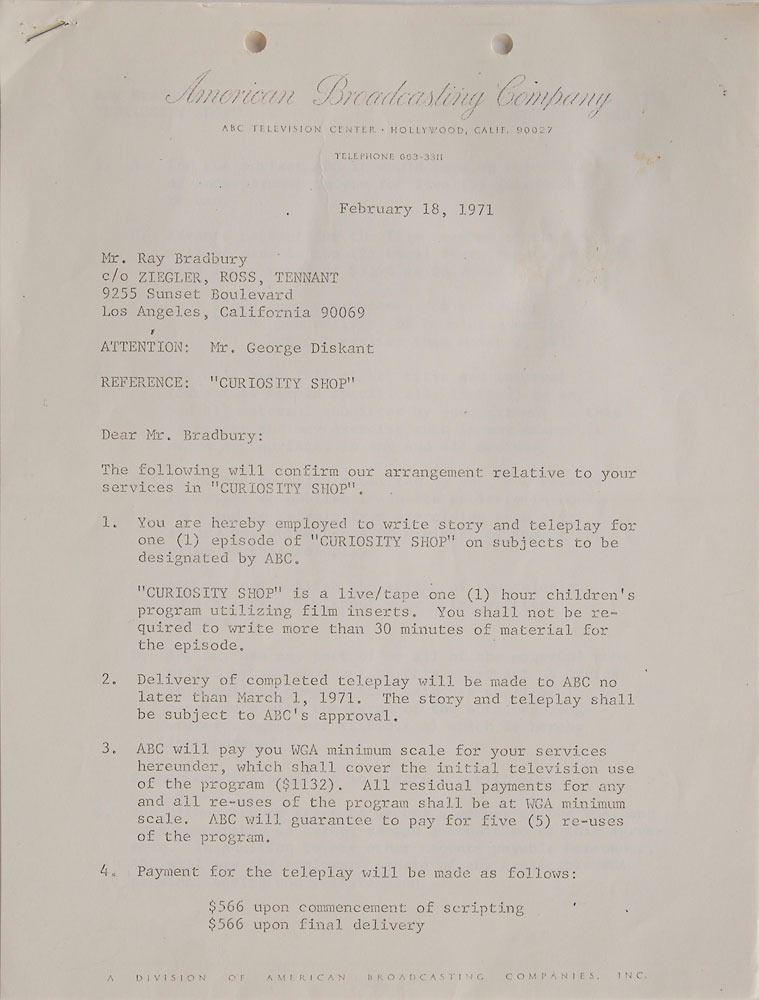 American Broadcasting Company
ABC TELEVISION CENTER • HOLLYWOOD, CALIF. 90027
TELEPHONE 663-3311
February 18, 1971
Mr. Ray Bradbury
c/o ZIEGLER, ROSS, TENNANT
9255 Sunset Boulevard
Los Angeles, California 90069
ATTENTION: Mr. George Diskant
REFERENCE: "CURIOSITY SHOP"
Dear Mr. Bradbury:
The following will confirm our arrangement relative to your
services in "CURIOSITY SHOP".
1. You are hereby employed to write story and teleplay for
one (1) episode of "CURIOSITY SHOP" on subjects to be
designated by ABC.
"CURIOSITY SHOP" is a live/tape one (1) hour children's
program utilizing film inserts. You shall not be re-
quired to write more than 30 minutes of material for
the episode.
2. Delivery of completed teleplay will be made to ABC no
later than March 1, 1971. The story and teleplay shall
be subject to ABC's approval.
3. ABC will pay you WGA minimum scale for your services
hereunder, which shall cover the initial television use
of the program ($1132). All residual payments for any
and all re-uses of the program shall be at WGA minimum
scale. ABC will guarantee to pay for five (5) re-uses
of the program.
4. Payment for the teleplay will be made as follows:
$566 upon commencement of scripting
$566 upon final delivery
A DIVISION OF AMERICAN BROADCASTING COMPANIES, INC.